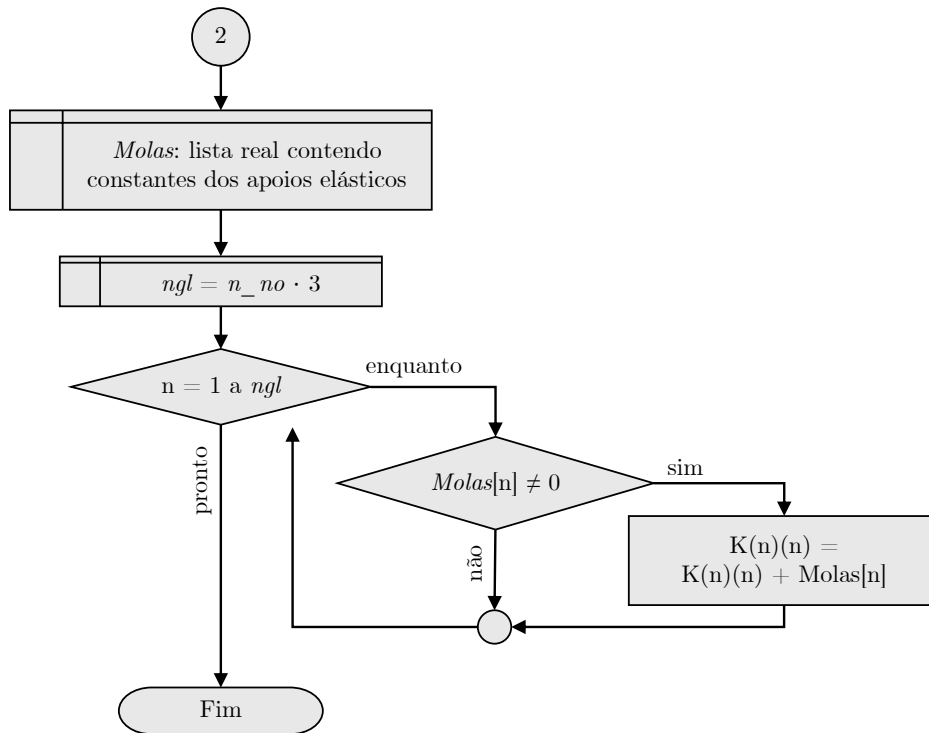 2
Molas: lista real contendo
constantes dos apoios elásticos
ngl = n_no · 3
n = 1 a ngl
enquanto
pronto
Molas[n] ≠ 0
sim
não
K(n)(n) =
K(n)(n) + Molas[n]
Fim